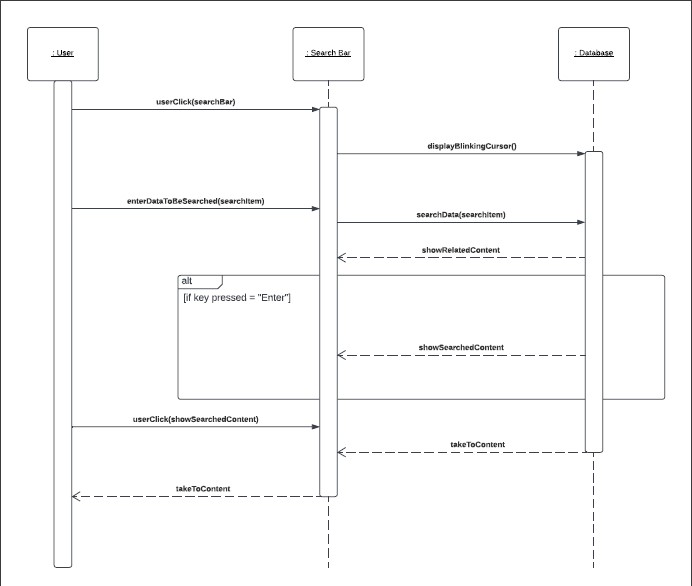 : User
: Search Bar
: Database
userClick(searchBar)
displayBlinkingCursor()
enterDataToBeSearched(searchItem)
searchData(searchItem)
showRelatedContent
alt
[if key pressed = "Enter"]
showSearchedContent
userClick(showSearchedContent)
takeToContent
takeToContent